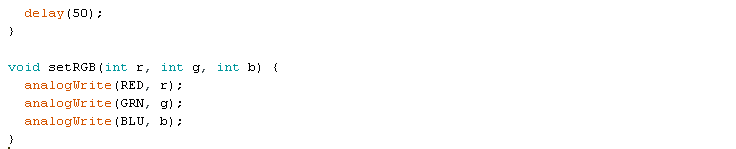 delay(50);
}
void setRGB(int r, int g, int b) {
analogWrite(RED, r);
analogWrite(GRN, g);
analogWrite(BLU, b);
}